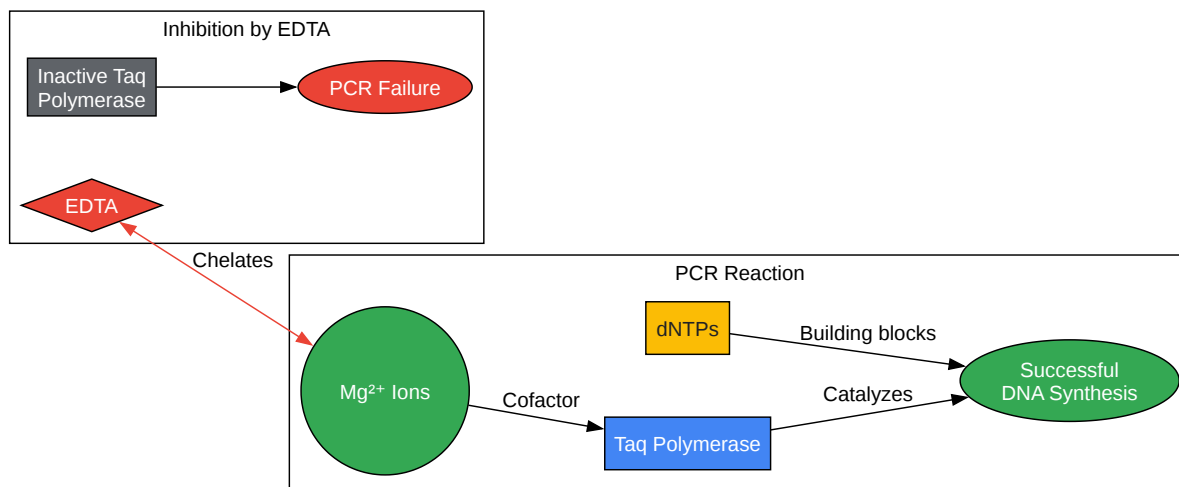 Inhibition by EDTA
Inactive Taq
Polymerase
PCR Failure
EDTA
Chelates
PCR Reaction
dNTPs
Building blocks
Mg²⁺ Ions
Cofactor
Taq Polymerase
Catalyzes
Successful
DNA Synthesis